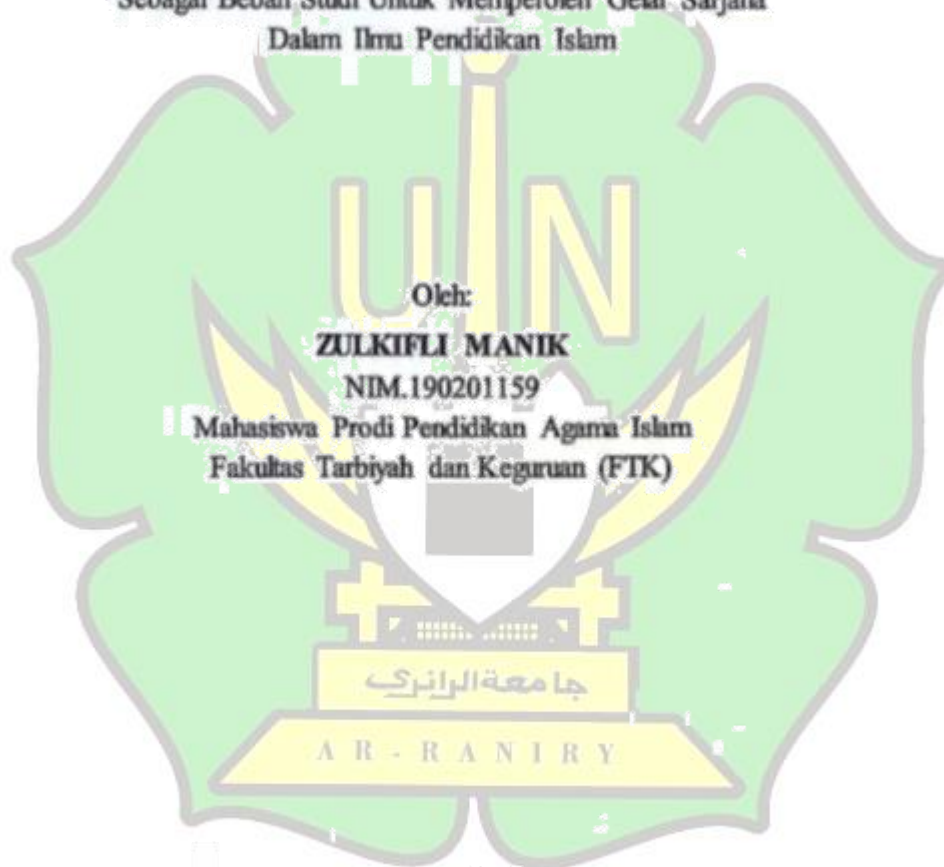 Sebagai Beban Studi Untuk Memperoleh Gelar Sarjana
Dalam Ilmu Pendidikan Islam
UIN
Oleh:
ZULKIFLI MANIK
NIM.190201159
Mahasiswa Prodi Pendidikan Agama Islam
Fakultas Tarbiyah dan Keguruan (FTK)
جامعة الرانري
AR-RANIRY